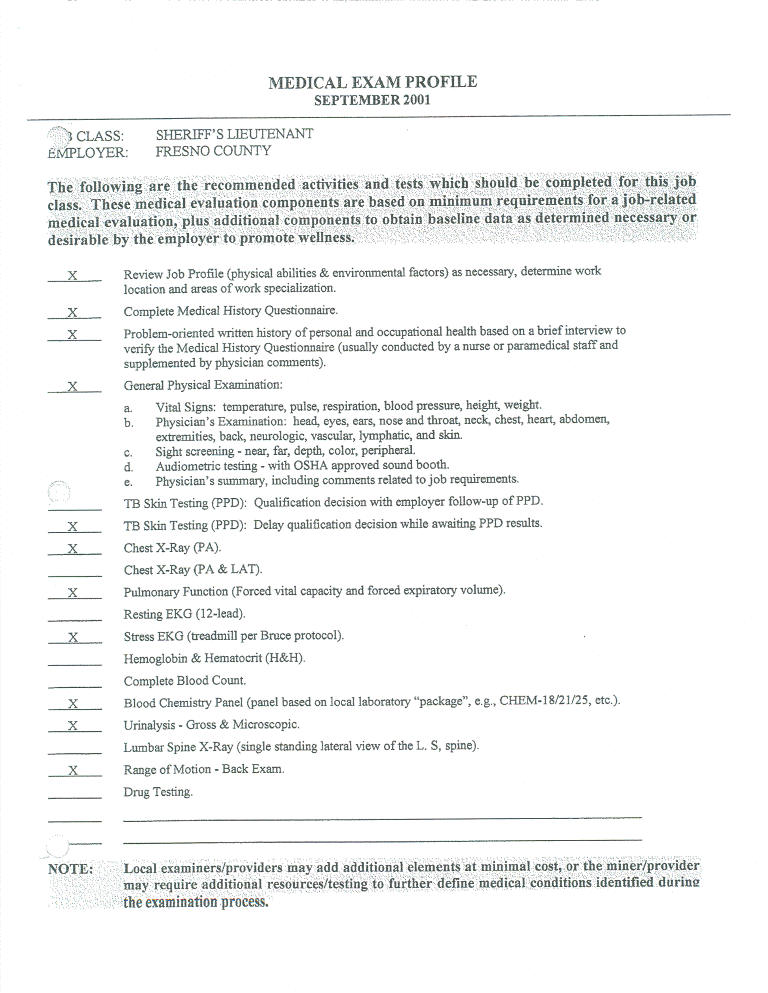 MEDICAL EXAM PROFILE
SEPTEMBER 2001
CLASS: SHERIFF'S LIEUTENANT
EMPLOYER: FRESNO COUNTY
The following are the recommended activities and tests which should be completed for this job
class. These medical evaluation components are based on minimum requirements for a job-related
medical evaluation, plus additional components to obtain baseline data as determined necessary or
desirable by the employer to promote wellness.
X Review Job Profile (physical abilities & environmental factors) as necessary, determine work
location and areas of work specialization.
X Complete Medical History Questionnaire.
X Problem-oriented written history of personal and occupational health based on a brief interview to
verify the Medical History Questionnaire (usually conducted by a nurse or paramedical staff and
supplemented by physician comments).
X General Physical Examination:
a. Vital Signs: temperature, pulse, respiration, blood pressure, height, weight.
b. Physician's Examination: head, eyes, ears, nose and throat, neck, chest, heart, abdomen,
extremities, back, neurologic, vascular, lymphatic, and skin.
c. Sight screening - near, far, depth, color, peripheral.
d. Audiometric testing - with OSHA approved sound booth.
e. Physician's summary, including comments related to job requirements.
TB Skin Testing (PPD): Qualification decision with employer follow-up of PPD.
X TB Skin Testing (PPD): Delay qualification decision while awaiting PPD results.
X Chest X-Ray (PA).
Chest X-Ray (PA & LAT).
X Pulmonary Function (Forced vital capacity and forced expiratory volume).
Resting EKG (12-lead).
X Stress EKG (treadmill per Bruce protocol).
Hemoglobin & Hematocrit (H&H).
Complete Blood Count.
X Blood Chemistry Panel (panel based on local laboratory "package", e.g., CHEM-18/21/25, etc.).
X Urinalysis - Gross & Microscopic.
Lumbar Spine X-Ray (single standing lateral view of the L. S, spine).
X Range of Motion - Back Exam.
Drug Testing.
NOTE: Local examiners/providers may add additional elements at minimal cost, or the miner/provider
may require additional resources/testing to further define medical conditions identified during
the examination process.